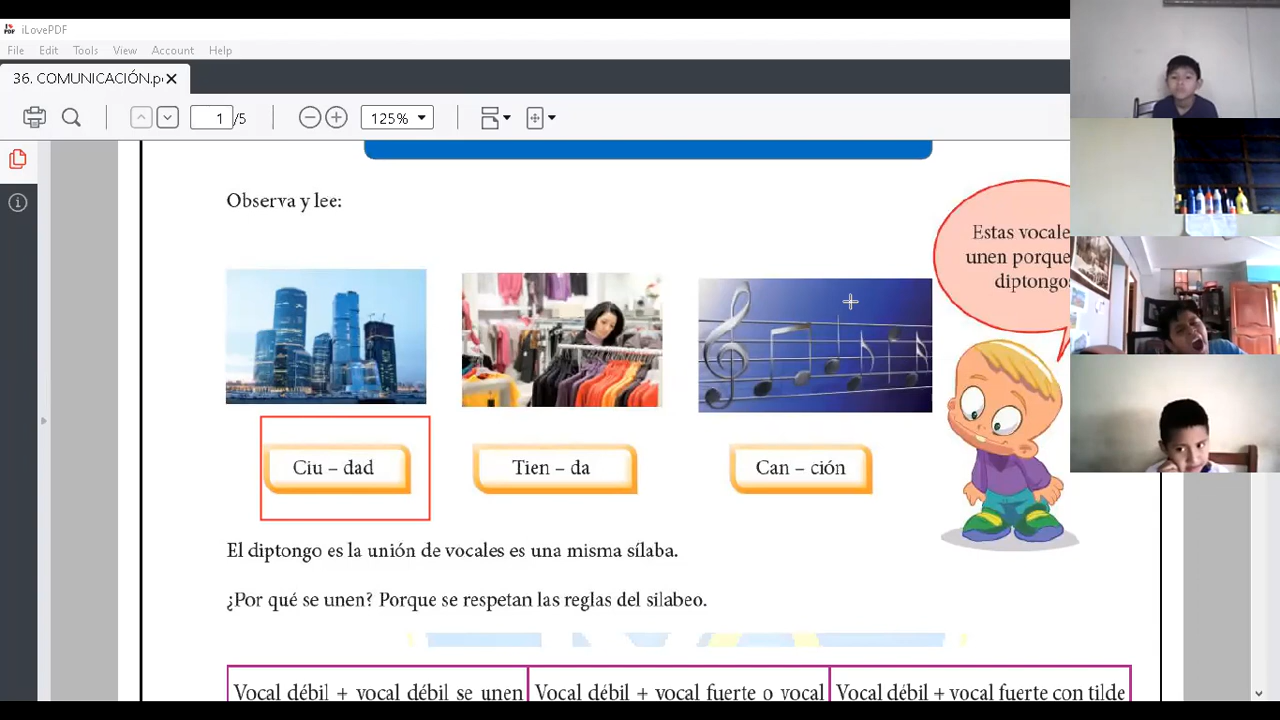 iLovePDF
File Edit Tools View Account Help
36. COMUNICACIÓN.p
1 /5 125%
Observa y lee:
Estas vocale
unen porque
diptongo
Ciu – dad
Tien – da
Can – ción
El diptongo es la unión de vocales es una misma sílaba.
¿Por qué se unen? Porque se respetan las reglas del silabeo.
Vocal débil + vocal débil se unen
Vocal débil + vocal fuerte o vocal
Vocal débil + vocal fuerte con tilde